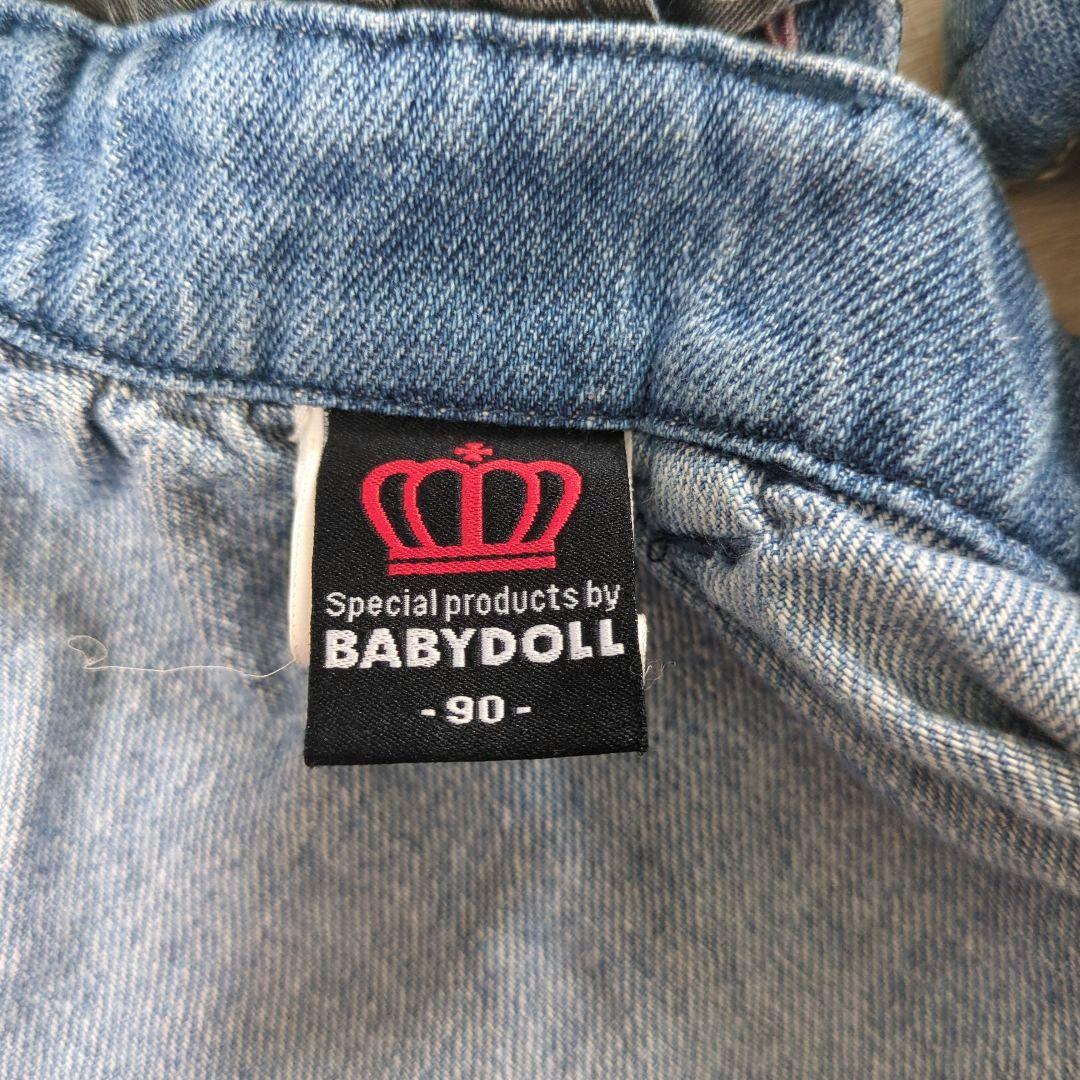 Special products by
BABYDOLL
- 90 -